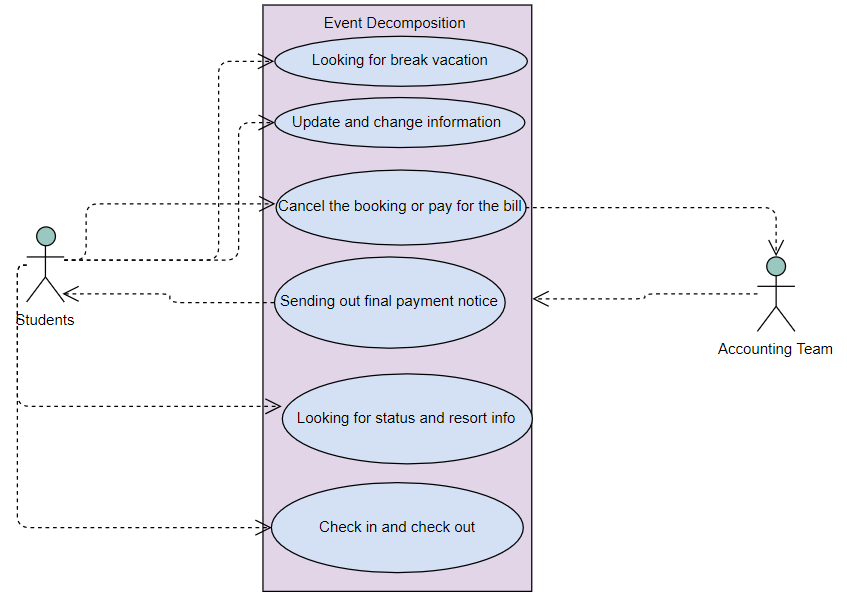 Event Decomposition
Looking for break vacation
Update and change information
Cancel the booking or pay for the bill
Sending out final payment notice
Students
Accounting Team
Looking for status and resort info
Check in and check out